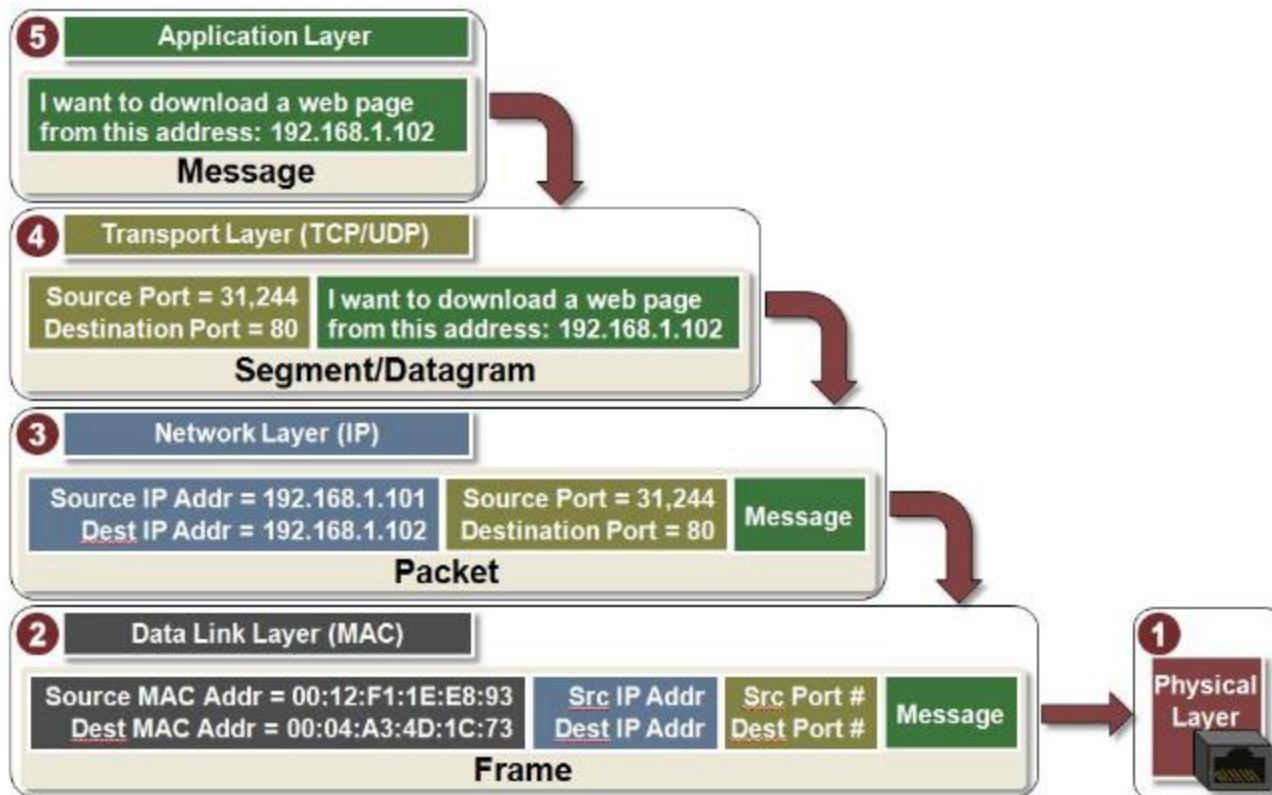 5
Application Layer
I want to download a web page
from this address: 192.168.1.102
Message
4
Transport Layer (TCP/UDP)
Source Port = 31,244
Destination Port = 80
I want to download a web page
from this address: 192.168.1.102
Segment/Datagram
3
Network Layer (IP)
Source IP Addr = 192.168.1.101
Dest IP Addr = 192.168.1.102
Source Port = 31,244
Destination Port = 80
Message
Packet
2
Data Link Layer (MAC)
Source MAC Addr = 00:12:F1:1E:E8:93
Dest MAC Addr = 00:04:A3:4D:1C:73
Src IP Addr
Dest IP Addr
Src Port #
Dest Port #
Message
Frame
1
Physical
Layer